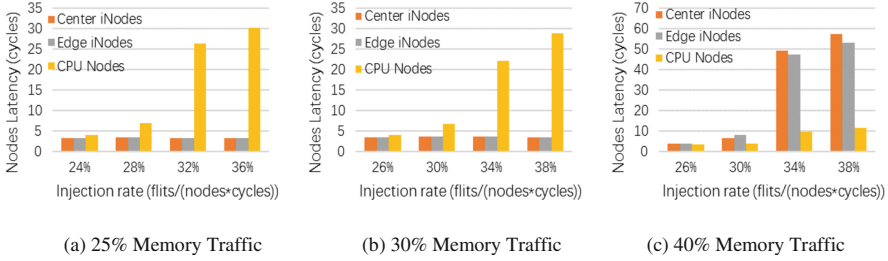 Nodes Latency (cycles)
35
30
25
20
15
10
5
0
Center iNodes
Edge iNodes
CPU Nodes
24% 28% 32% 36%
Injection rate (flits/(nodes*cycles))
(a) 25% Memory Traffic
Nodes Latency (cycles)
35
30
25
20
15
10
5
0
Center iNodes
Edge iNodes
CPU Nodes
26% 30% 34% 38%
Injection rate (flits/(nodes*cycles))
(b) 30% Memory Traffic
Nodes Latency (cycles)
70
60
50
40
30
20
10
0
Center iNodes
Edge iNodes
CPU Nodes
26% 30% 34% 38%
Injection rate (flits/(nodes*cycles))
(c) 40% Memory Traffic